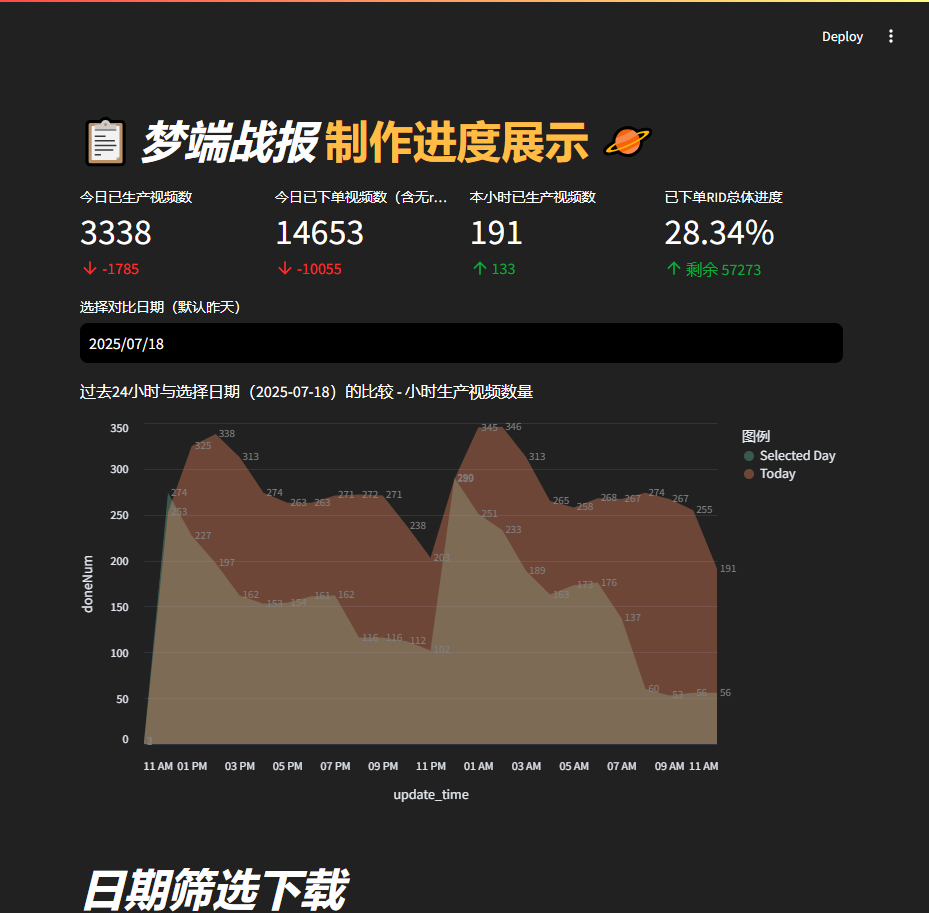 Deploy
梦端战报 制作进度展示
今日已生产视频数
3338
-1785
今日已下单视频数（含无r...
14653
-10055
本小时已生产视频数
191
133
已下单RID总体进度
28.34%
剩余 57273
选择对比日期（默认昨天）
2025/07/18
过去24小时与选择日期（2025-07-18）的比较 - 小时生产视频数量
图例
Selected Day
Today
doneNum
350
300
250
200
150
100
50
0
325 338 313 274 263 263 271 272 271 238 345 346 313 265 258 268 267 274 267 255 191
274 253 227 197 162 153 154 161 162 116 116 112 102 251 233 189 163 173 176 137 60 53 56 56
11 AM 01 PM 03 PM 05 PM 07 PM 09 PM 11 PM 01 AM 03 AM 05 AM 07 AM 09 AM 11 AM
update_time
日期筛选下载